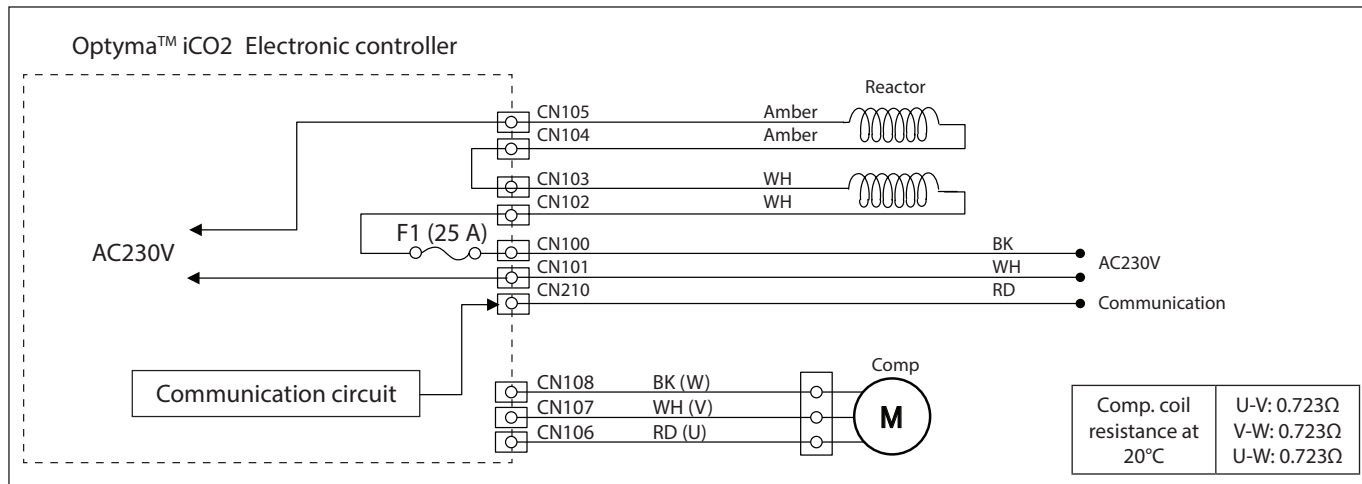 Optyma™ iCO2 Electronic controller
Reactor
CN105 Amber
CN104 Amber
CN103 WH
CN102 WH
F1 (25 A)
CN100 BK
AC230V
CN101 WH
AC230V
CN210 RD
Communication
Communication circuit
Comp
CN108 BK (W)
CN107 WH (V)
M
CN106 RD (U)
Comp. coil
resistance at
20°C
U-V: 0.723Ω
V-W: 0.723Ω
U-W: 0.723Ω